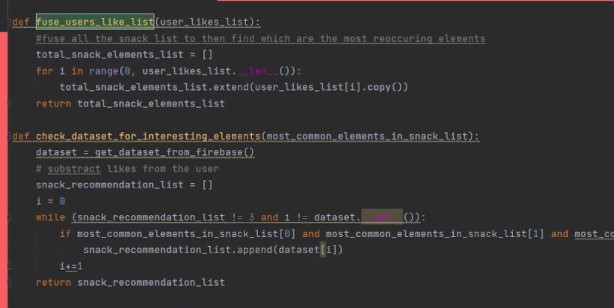 def fuse_users_like_list(user_likes_list):
#fuse all the snack list to then find which are the most reoccuring elements
total_snack_elements_list = []
for i in range(0, user_likes_list.__len__()):
total_snack_elements_list.extend(user_likes_list[i].copy())
return total_snack_elements_list
def check_dataset_for_interesting_elements(most_common_elements_in_snack_list):
dataset = get_dataset_from_firebase()
# substract likes from the user
snack_recommendation_list = []
i = 0
while (snack_recommendation_list != 3 and i != dataset.__len__()):
if most_common_elements_in_snack_list[0] and most_common_elements_in_snack_list[1] and most_co
snack_recommendation_list.append(dataset[i])
i+=1
return snack_recommendation_list